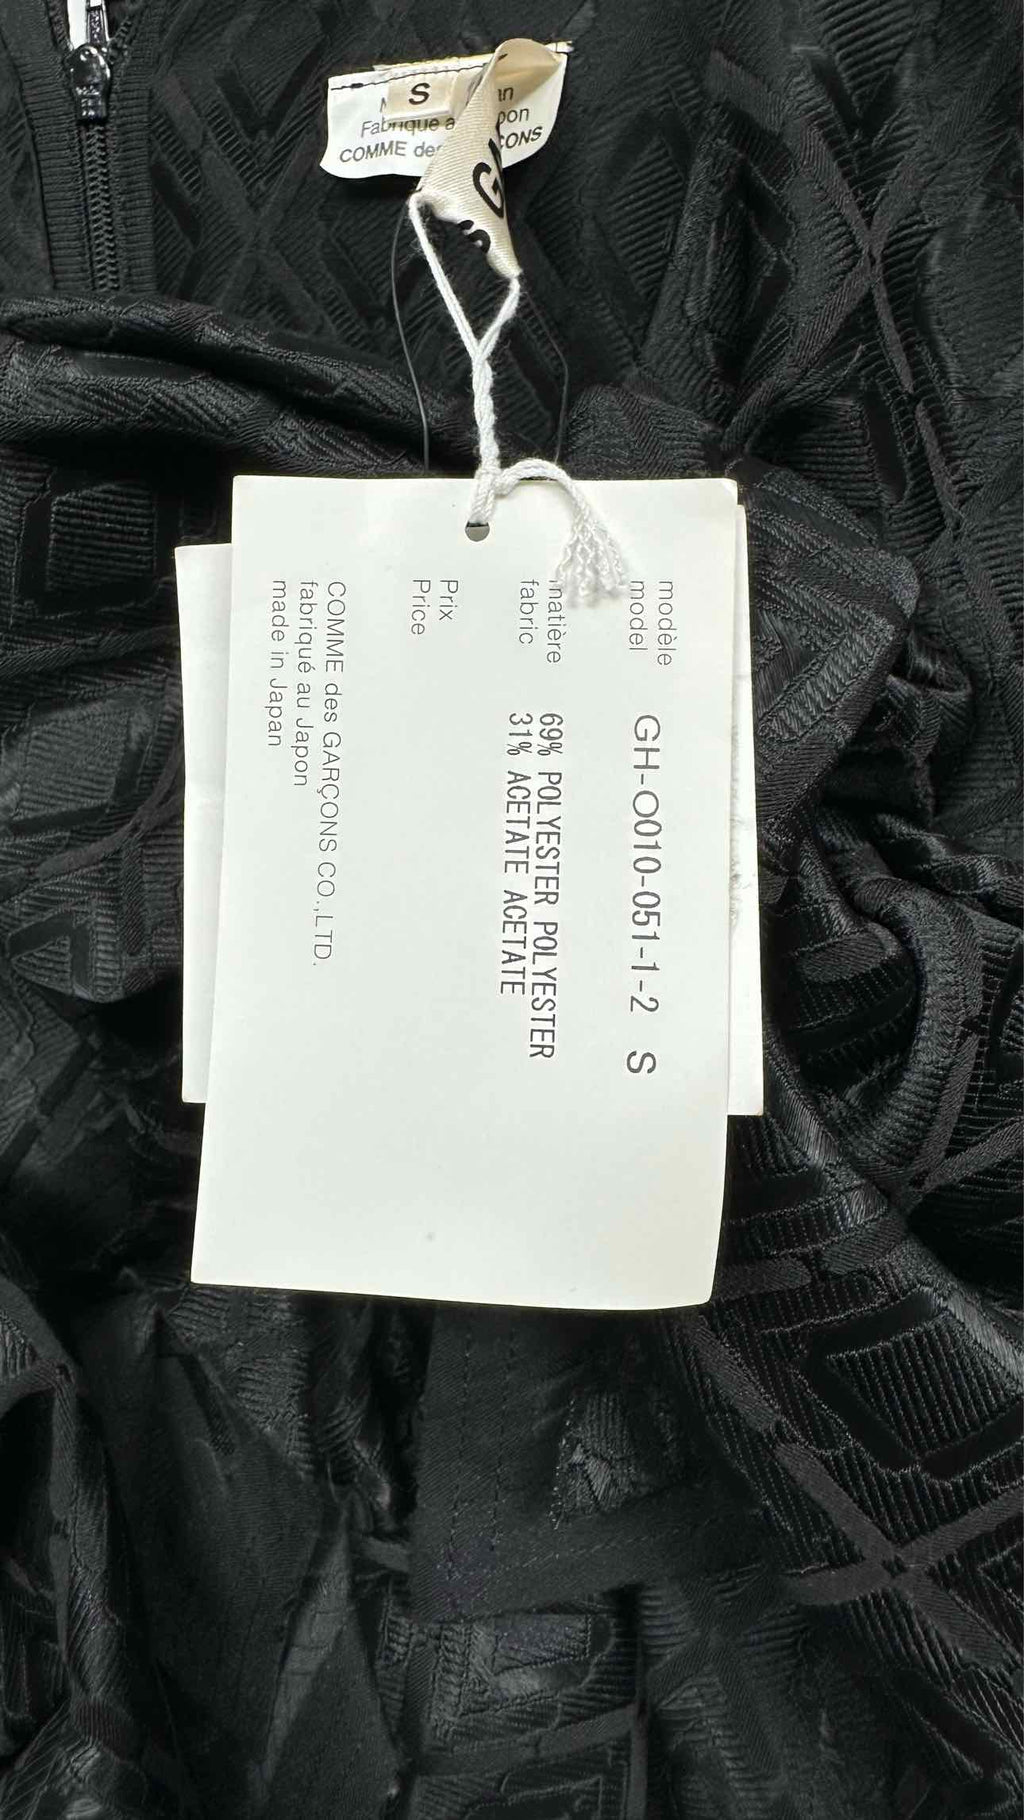 S
Fabrique a
COMME des
CONS
modèle
model GH-O010-051-1-2 S
matière 69% POLYESTER POLYESTER
fabric 31% ACETATE ACETATE
Prix
Price
COMME des GARÇONS CO.,LTD.
fabriqué au Japon
made in Japan